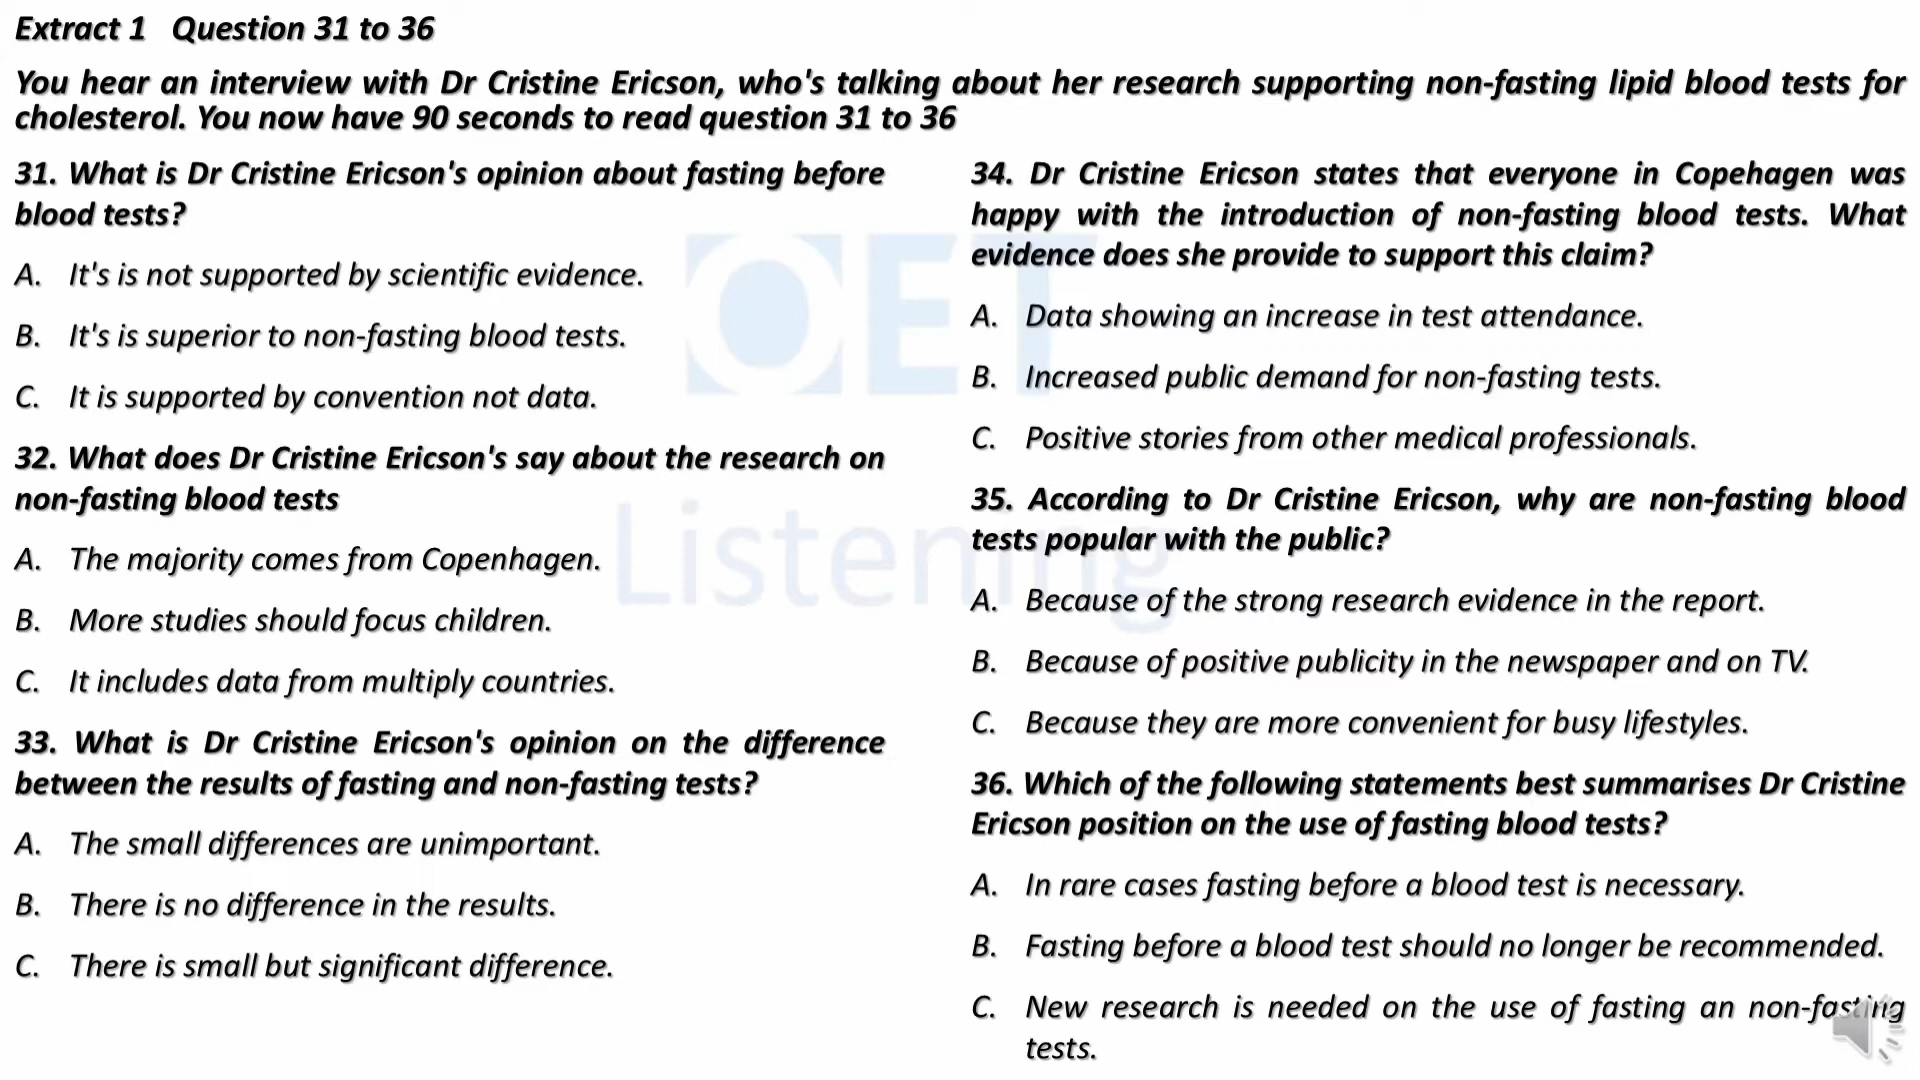 Extract 1 Question 31 to 36
You hear an interview with Dr Cristine Ericson, who's talking about her research supporting non-fasting lipid blood tests for
cholesterol. You now have 90 seconds to read question 31 to 36
31. What is Dr Cristine Ericson's opinion about fasting before
blood tests?
A. It's is not supported by scientific evidence.
B. It's is superior to non-fasting blood tests.
C. It is supported by convention not data.
32. What does Dr Cristine Ericson's say about the research on
non-fasting blood tests
A. The majority comes from Copenhagen.
B. More studies should focus children.
C. It includes data from multiply countries.
33. What is Dr Cristine Ericson's opinion on the difference
between the results of fasting and non-fasting tests?
A. The small differences are unimportant.
B. There is no difference in the results.
C. There is small but significant difference.
34. Dr Cristine Ericson states that everyone in Copehagen was
happy with the introduction of non-fasting blood tests. What
evidence does she provide to support this claim?
A. Data showing an increase in test attendance.
B. Increased public demand for non-fasting tests.
C. Positive stories from other medical professionals.
35. According to Dr Cristine Ericson, why are non-fasting blood
tests popular with the public?
A. Because of the strong research evidence in the report.
B. Because of positive publicity in the newspaper and on TV.
C. Because they are more convenient for busy lifestyles.
36. Which of the following statements best summarises Dr Cristine
Ericson position on the use of fasting blood tests?
A. In rare cases fasting before a blood test is necessary.
B. Fasting before a blood test should no longer be recommended.
C. New research is needed on the use of fasting an non-fasting
tests.
OET
Listening